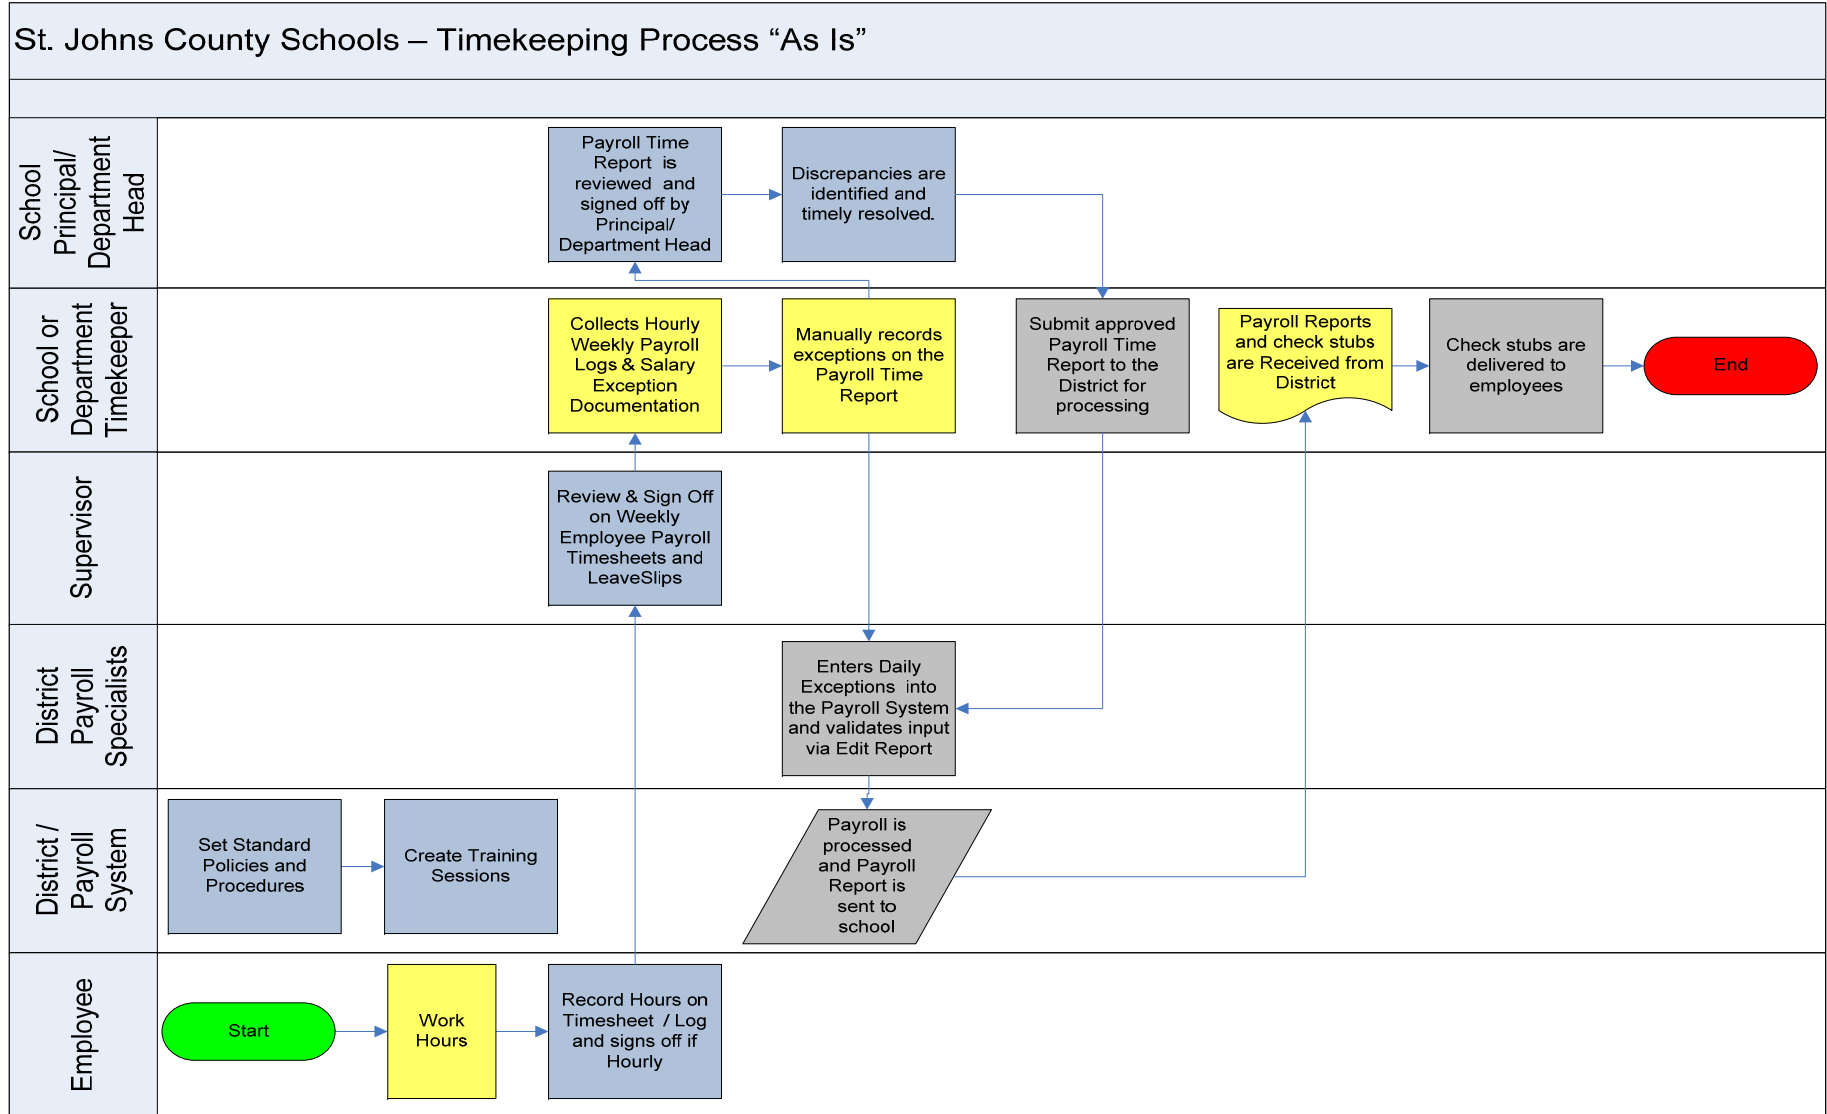 St. Johns County Schools – Timekeeping Process “As Is”
School
Principal/
Department
Head
Payroll Time
Report is
reviewed and
signed off by
Principal/
Department Head
Discrepancies are
identified and
timely resolved.
School or
Department
Timekeeper
Collects Hourly
Weekly Payroll
Logs & Salary
Exception
Documentation
Manually records
exceptions on the
Payroll Time
Report
Submit approved
Payroll Time
Report to the
District for
processing
Payroll Reports
and check stubs
are Received from
District
Check stubs are
delivered to
employees
End
Supervisor
Review & Sign Off
on Weekly
Employee Payroll
Timesheets and
LeaveSlips
District
Payroll
Specialists
Enters Daily
Exceptions into
the Payroll System
and validates input
via Edit Report
District /
Payroll
System
Set Standard
Policies and
Procedures
Create Training
Sessions
Payroll is
processed
and Payroll
Report is
sent to
school
Employee
Start
Work
Hours
Record Hours on
Timesheet / Log
and signs off if
Hourly